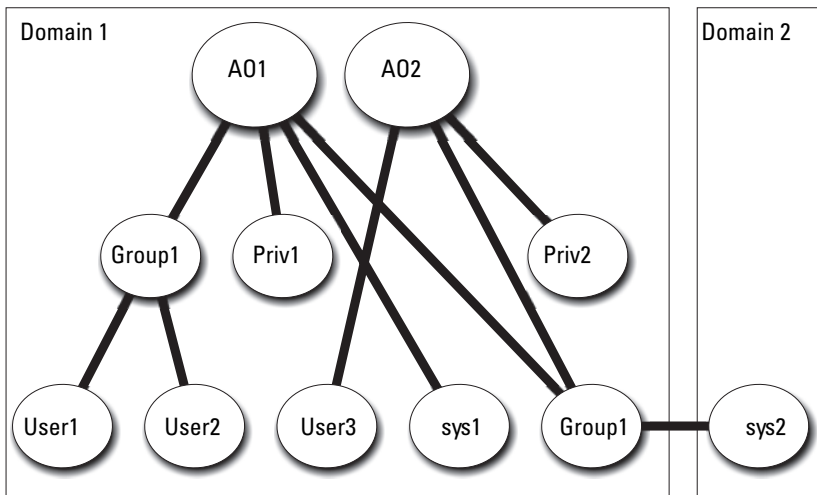 Domain 1
Domain 2
AO1
AO2
Group1
Priv1
Priv2
User1
User2
User3
sys1
Group1
sys2